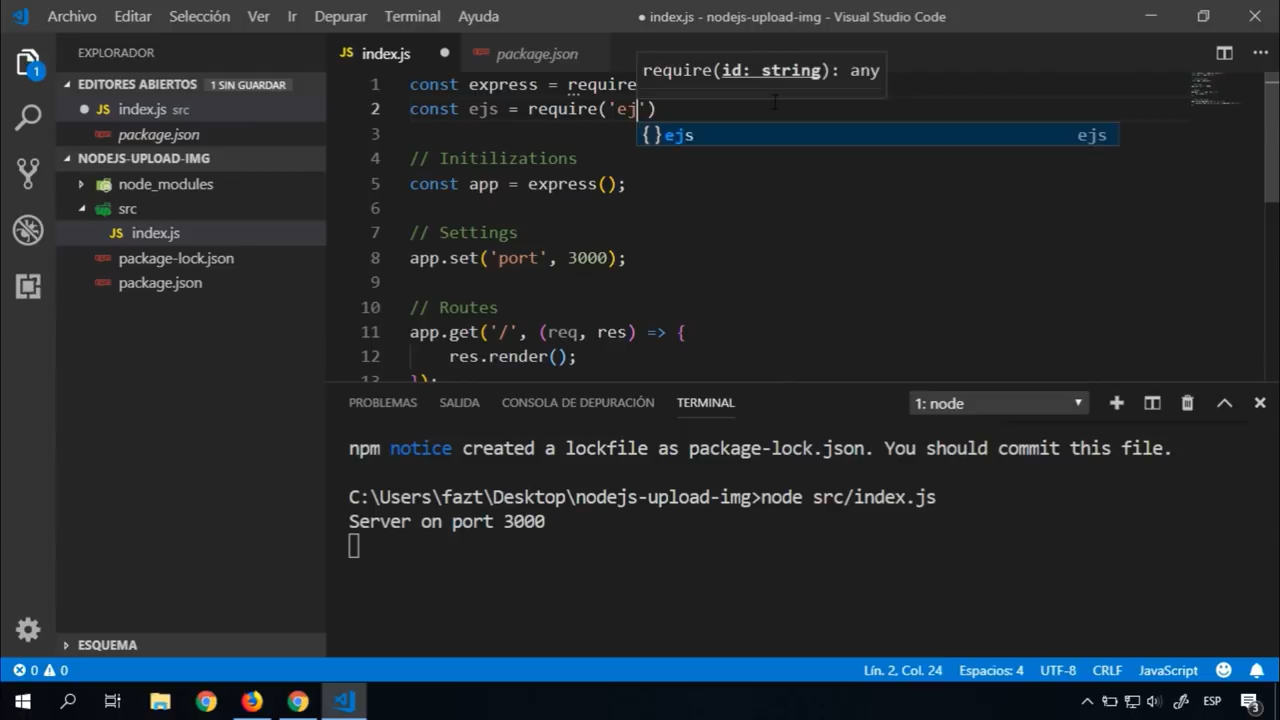 Archivo Editar Selección Ver Ir Depurar Terminal Ayuda ● index.js - nodejs-upload-img - Visual Studio Code
EXPLORADOR
JS index.js ●
package.json
1
EDITORES ABIERTOS 1 SIN GUARDAR
● index.js src
package.json
NODEJS-UPLOAD-IMG
node_modules
src
JS index.js
package-lock.json
package.json
ESQUEMA
require(id: string): any
1 const express = require
2 const ejs = require('ej')
{} ejs ejs
3
4 // Initilizations
5 const app = express();
6
7 // Settings
8 app.set('port', 3000);
9
10 // Routes
11 app.get('/', (req, res) => {
12 res.render();
13 });
PROBLEMAS SALIDA CONSOLA DE DEPURACIÓN TERMINAL 1: node
npm notice created a lockfile as package-lock.json. You should commit this file.
C:\Users\fazt\Desktop\nodejs-upload-img>node src/index.js
Server on port 3000
0 0 Lín. 2, Col. 24 Espacios: 4 UTF-8 CRLF JavaScript
ESP 3